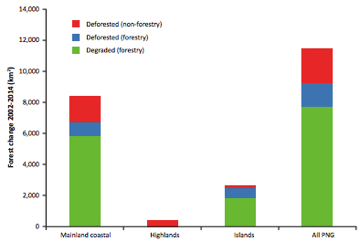 14,000
12,000
10,000
8,000
6,000
4,000
2,000
0
Forest change 2002-2014 (km²)
Deforested (non-forestry)
Deforested (forestry)
Degraded (forestry)
Mainland coastal
Highlands
Islands
All PNG